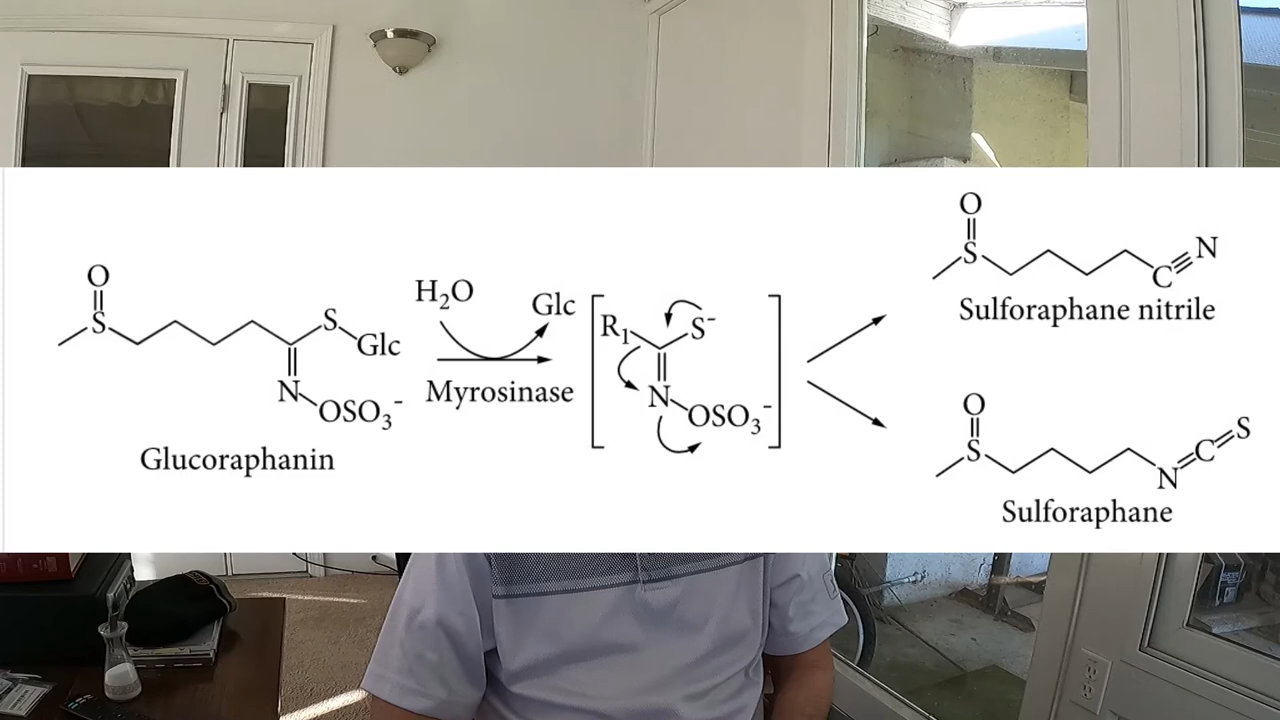 O
S
S
Glc
N
OSO3-
Glucoraphanin
H2O
Glc
Myrosinase
R1
S-
N
OSO3-
O
S
C
N
Sulforaphane nitrile
O
S
N
C
S
Sulforaphane